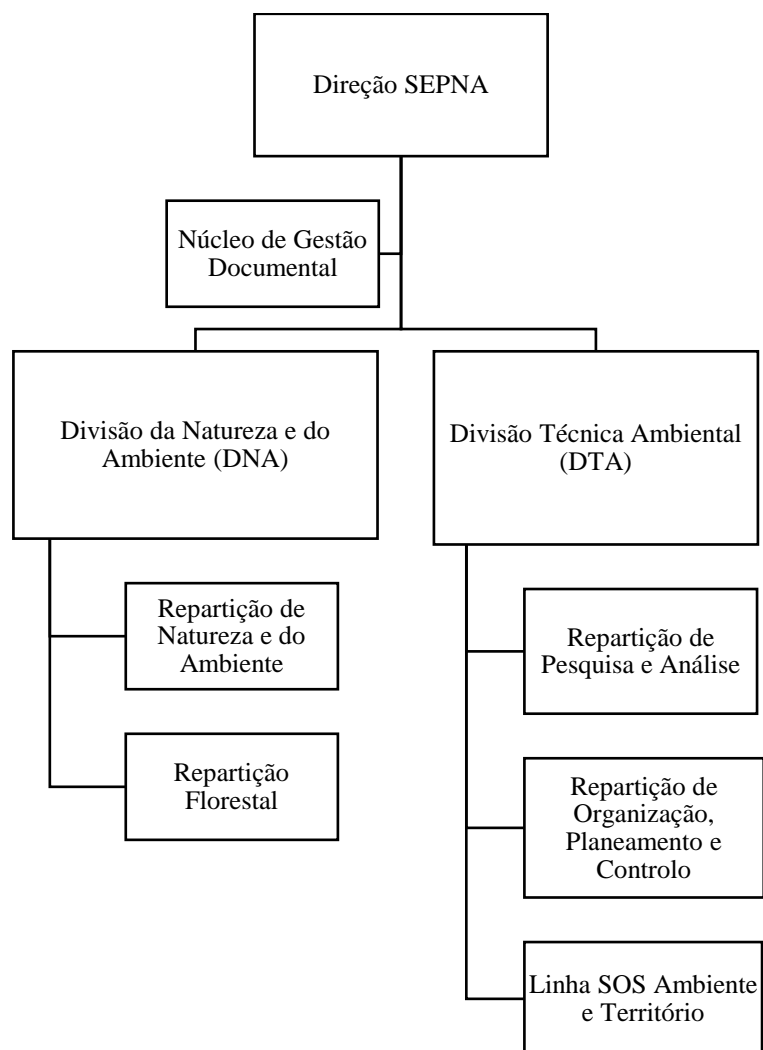 Direção SEPNA
Núcleo de Gestão
Documental
Divisão da Natureza e do
Ambiente (DNA)
Divisão Técnica Ambiental
(DTA)
Repartição de
Natureza e do
Ambiente
Repartição
Florestal
Repartição de
Pesquisa e Análise
Repartição de
Organização,
Planeamento e
Controlo
Linha SOS Ambiente
e Território